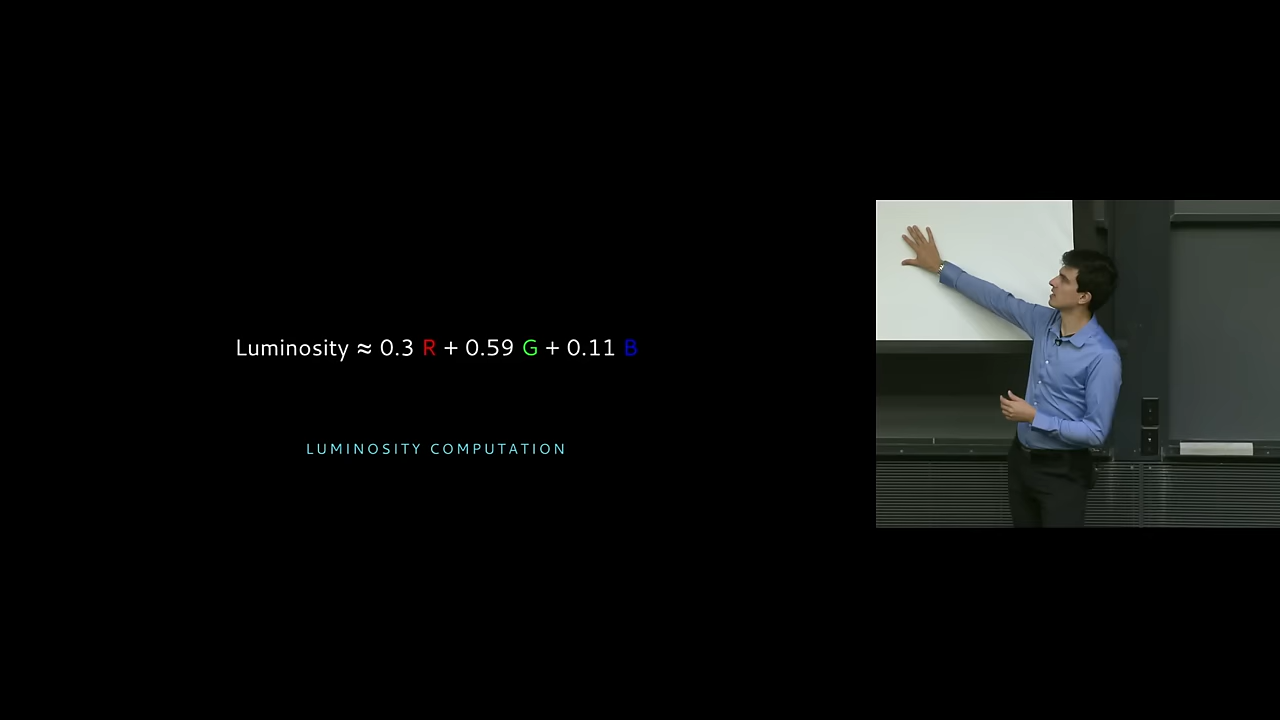 Luminosity ≈ 0.3 R + 0.59 G + 0.11 B
LUMINOSITY COMPUTATION